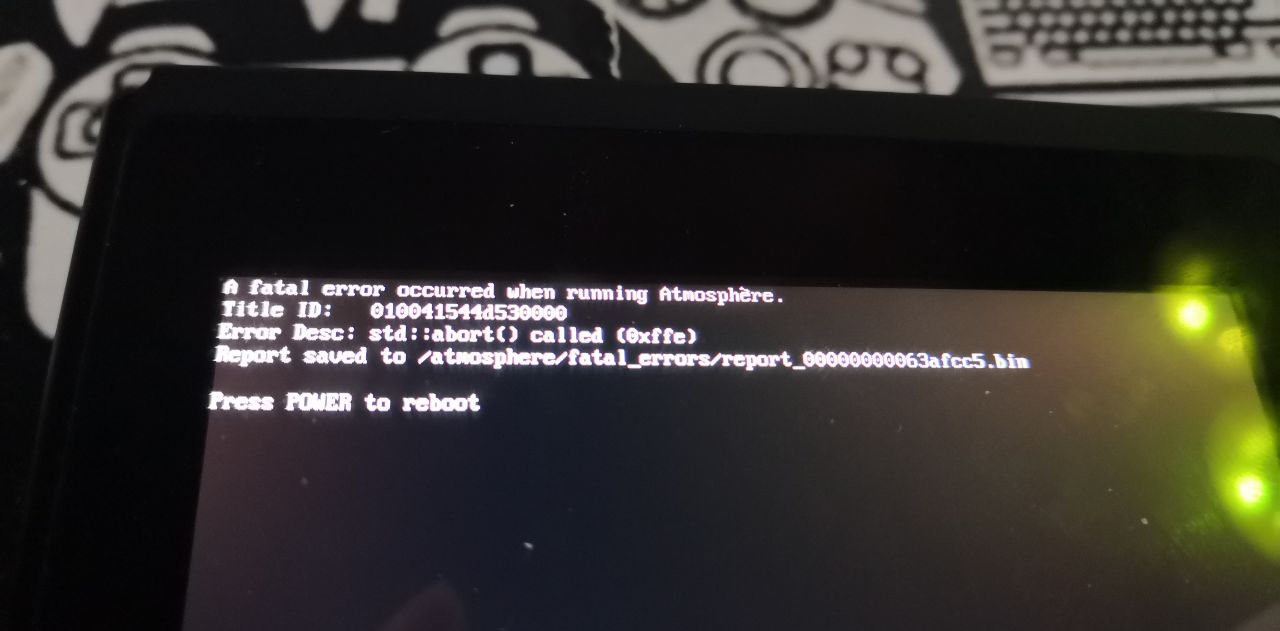 A fatal error occurred when running Atmosphère.
Title ID: 010041544d530000
Error Desc: std::abort() called (0xffe)
Report saved to /atmosphere/fatal_errors/report_00000000063afcc5.bin
Press POWER to reboot